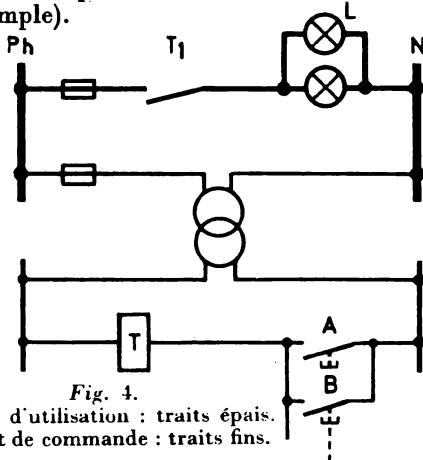 mple).
Ph T1 L N
T
A
B
Fig. 4.
d'utilisation : traits épais.
t de commande : traits fins.